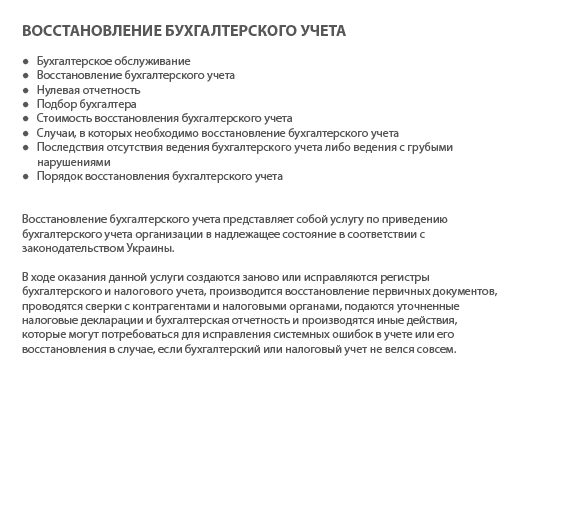 ВОССТАНОВЛЕНИЕ БУХГАЛТЕРСКОГО УЧЕТА
● Бухгалтерское обслуживание
● Восстановление бухгалтерского учета
● Нулевая отчетность
● Подбор бухгалтера
● Стоимость восстановления бухгалтерского учета
● Случаи, в которых необходимо восстановление бухгалтерского учета
● Последствия отсутствия ведения бухгалтерского учета либо ведения с грубыми
нарушениями
● Порядок восстановления бухгалтерского учета
Восстановление бухгалтерского учета представляет собой услугу по приведению
бухгалтерского учета организации в надлежащее состояние в соответствии с
законодательством Украины.
В ходе оказания данной услуги создаются заново или исправляются регистры
бухгалтерского и налогового учета, производится восстановление первичных документов,
проводятся сверки с контрагентами и налоговыми органами, подаются уточненные
налоговые декларации и бухгалтерская отчетность и производятся иные действия,
которые могут потребоваться для исправления системных ошибок в учете или его
восстановления в случае, если бухгалтерский или налоговый учет не велся совсем.